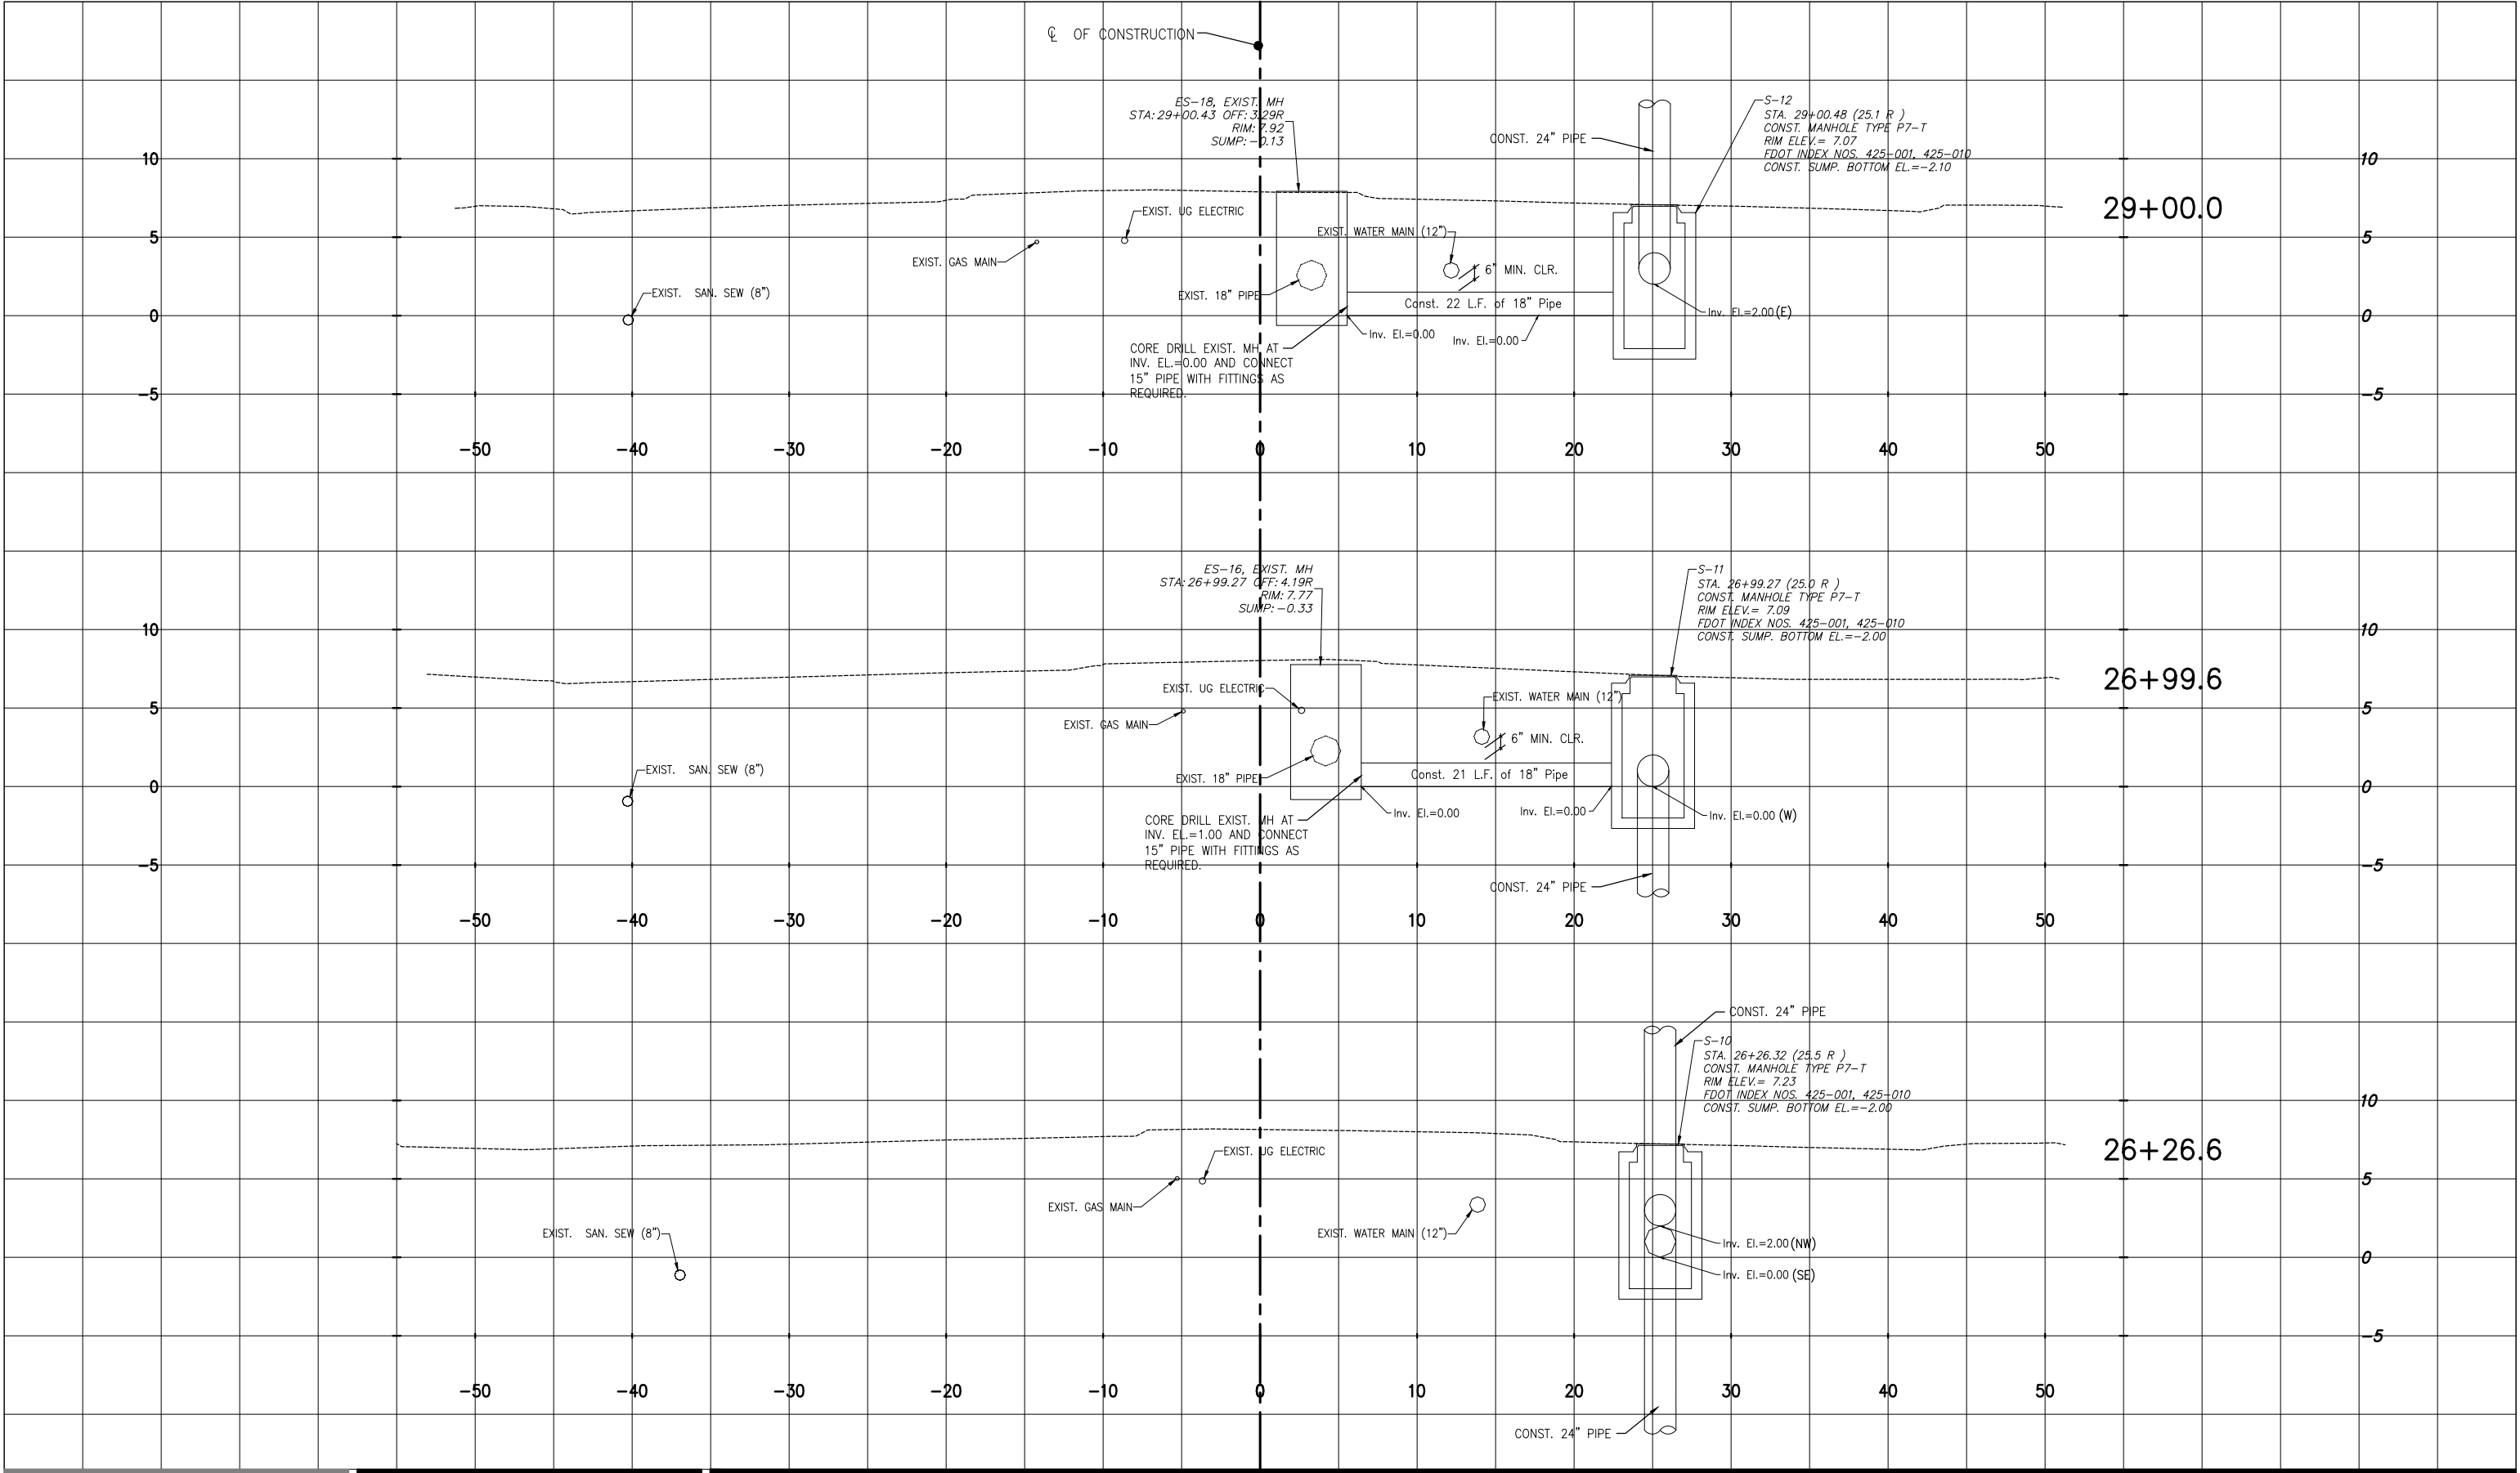 ℄ OF CONSTRUCTION
ES-18, EXIST. MH
STA: 29+00.43 OFF: 3.29R
RIM: 7.92
SUMP: -0.13
CONST. 24" PIPE
S-12
STA. 29+00.48 (25.1 R )
CONST. MANHOLE TYPE P7-T
RIM ELEV.= 7.07
FDOT INDEX NOS. 425-001, 425-010
CONST. SUMP. BOTTOM EL.=-2.10
10
10
29+00.0
EXIST. UG ELECTRIC
EXIST. WATER MAIN (12")
5
5
EXIST. GAS MAIN
6" MIN. CLR.
EXIST. SAN. SEW (8")
EXIST. 18" PIPE
Const. 22 L.F. of 18" Pipe
Inv. El.=2.00 (E)
0
0
Inv. El.=0.00
Inv. El.=0.00
CORE DRILL EXIST. MH AT
INV. EL.=0.00 AND CONNECT
15" PIPE WITH FITTINGS AS
REQUIRED.
-5
-5
-50 -40 -30 -20 -10 0 10 20 30 40 50
ES-16, EXIST. MH
STA: 26+99.27 OFF: 4.19R
RIM: 7.77
SUMP: -0.33
S-11
STA. 26+99.27 (25.0 R )
CONST. MANHOLE TYPE P7-T
RIM ELEV.= 7.09
FDOT INDEX NOS. 425-001, 425-010
CONST. SUMP. BOTTOM EL.=-2.00
10
10
26+99.6
EXIST. UG ELECTRIC
EXIST. WATER MAIN (12")
5
5
EXIST. GAS MAIN
6" MIN. CLR.
EXIST. SAN. SEW (8")
EXIST. 18" PIPE
Const. 21 L.F. of 18" Pipe
0
0
Inv. El.=0.00
Inv. El.=0.00
Inv. El.=0.00 (W)
CORE DRILL EXIST. MH AT
INV. EL.=1.00 AND CONNECT
15" PIPE WITH FITTINGS AS
REQUIRED.
-5
-5
CONST. 24" PIPE
-50 -40 -30 -20 -10 0 10 20 30 40 50
CONST. 24" PIPE
S-10
STA. 26+26.32 (25.5 R )
CONST. MANHOLE TYPE P7-T
RIM ELEV.= 7.23
FDOT INDEX NOS. 425-001, 425-010
CONST. SUMP. BOTTOM EL.=-2.00
10
26+26.6
EXIST. UG ELECTRIC
5
EXIST. GAS MAIN
EXIST. SAN. SEW (8")
EXIST. WATER MAIN (12")
Inv. El.=2.00 (NW)
0
Inv. El.=0.00 (SE)
-5
-50 -40 -30 -20 -10 0 10 20 30 40 50
CONST. 24" PIPE